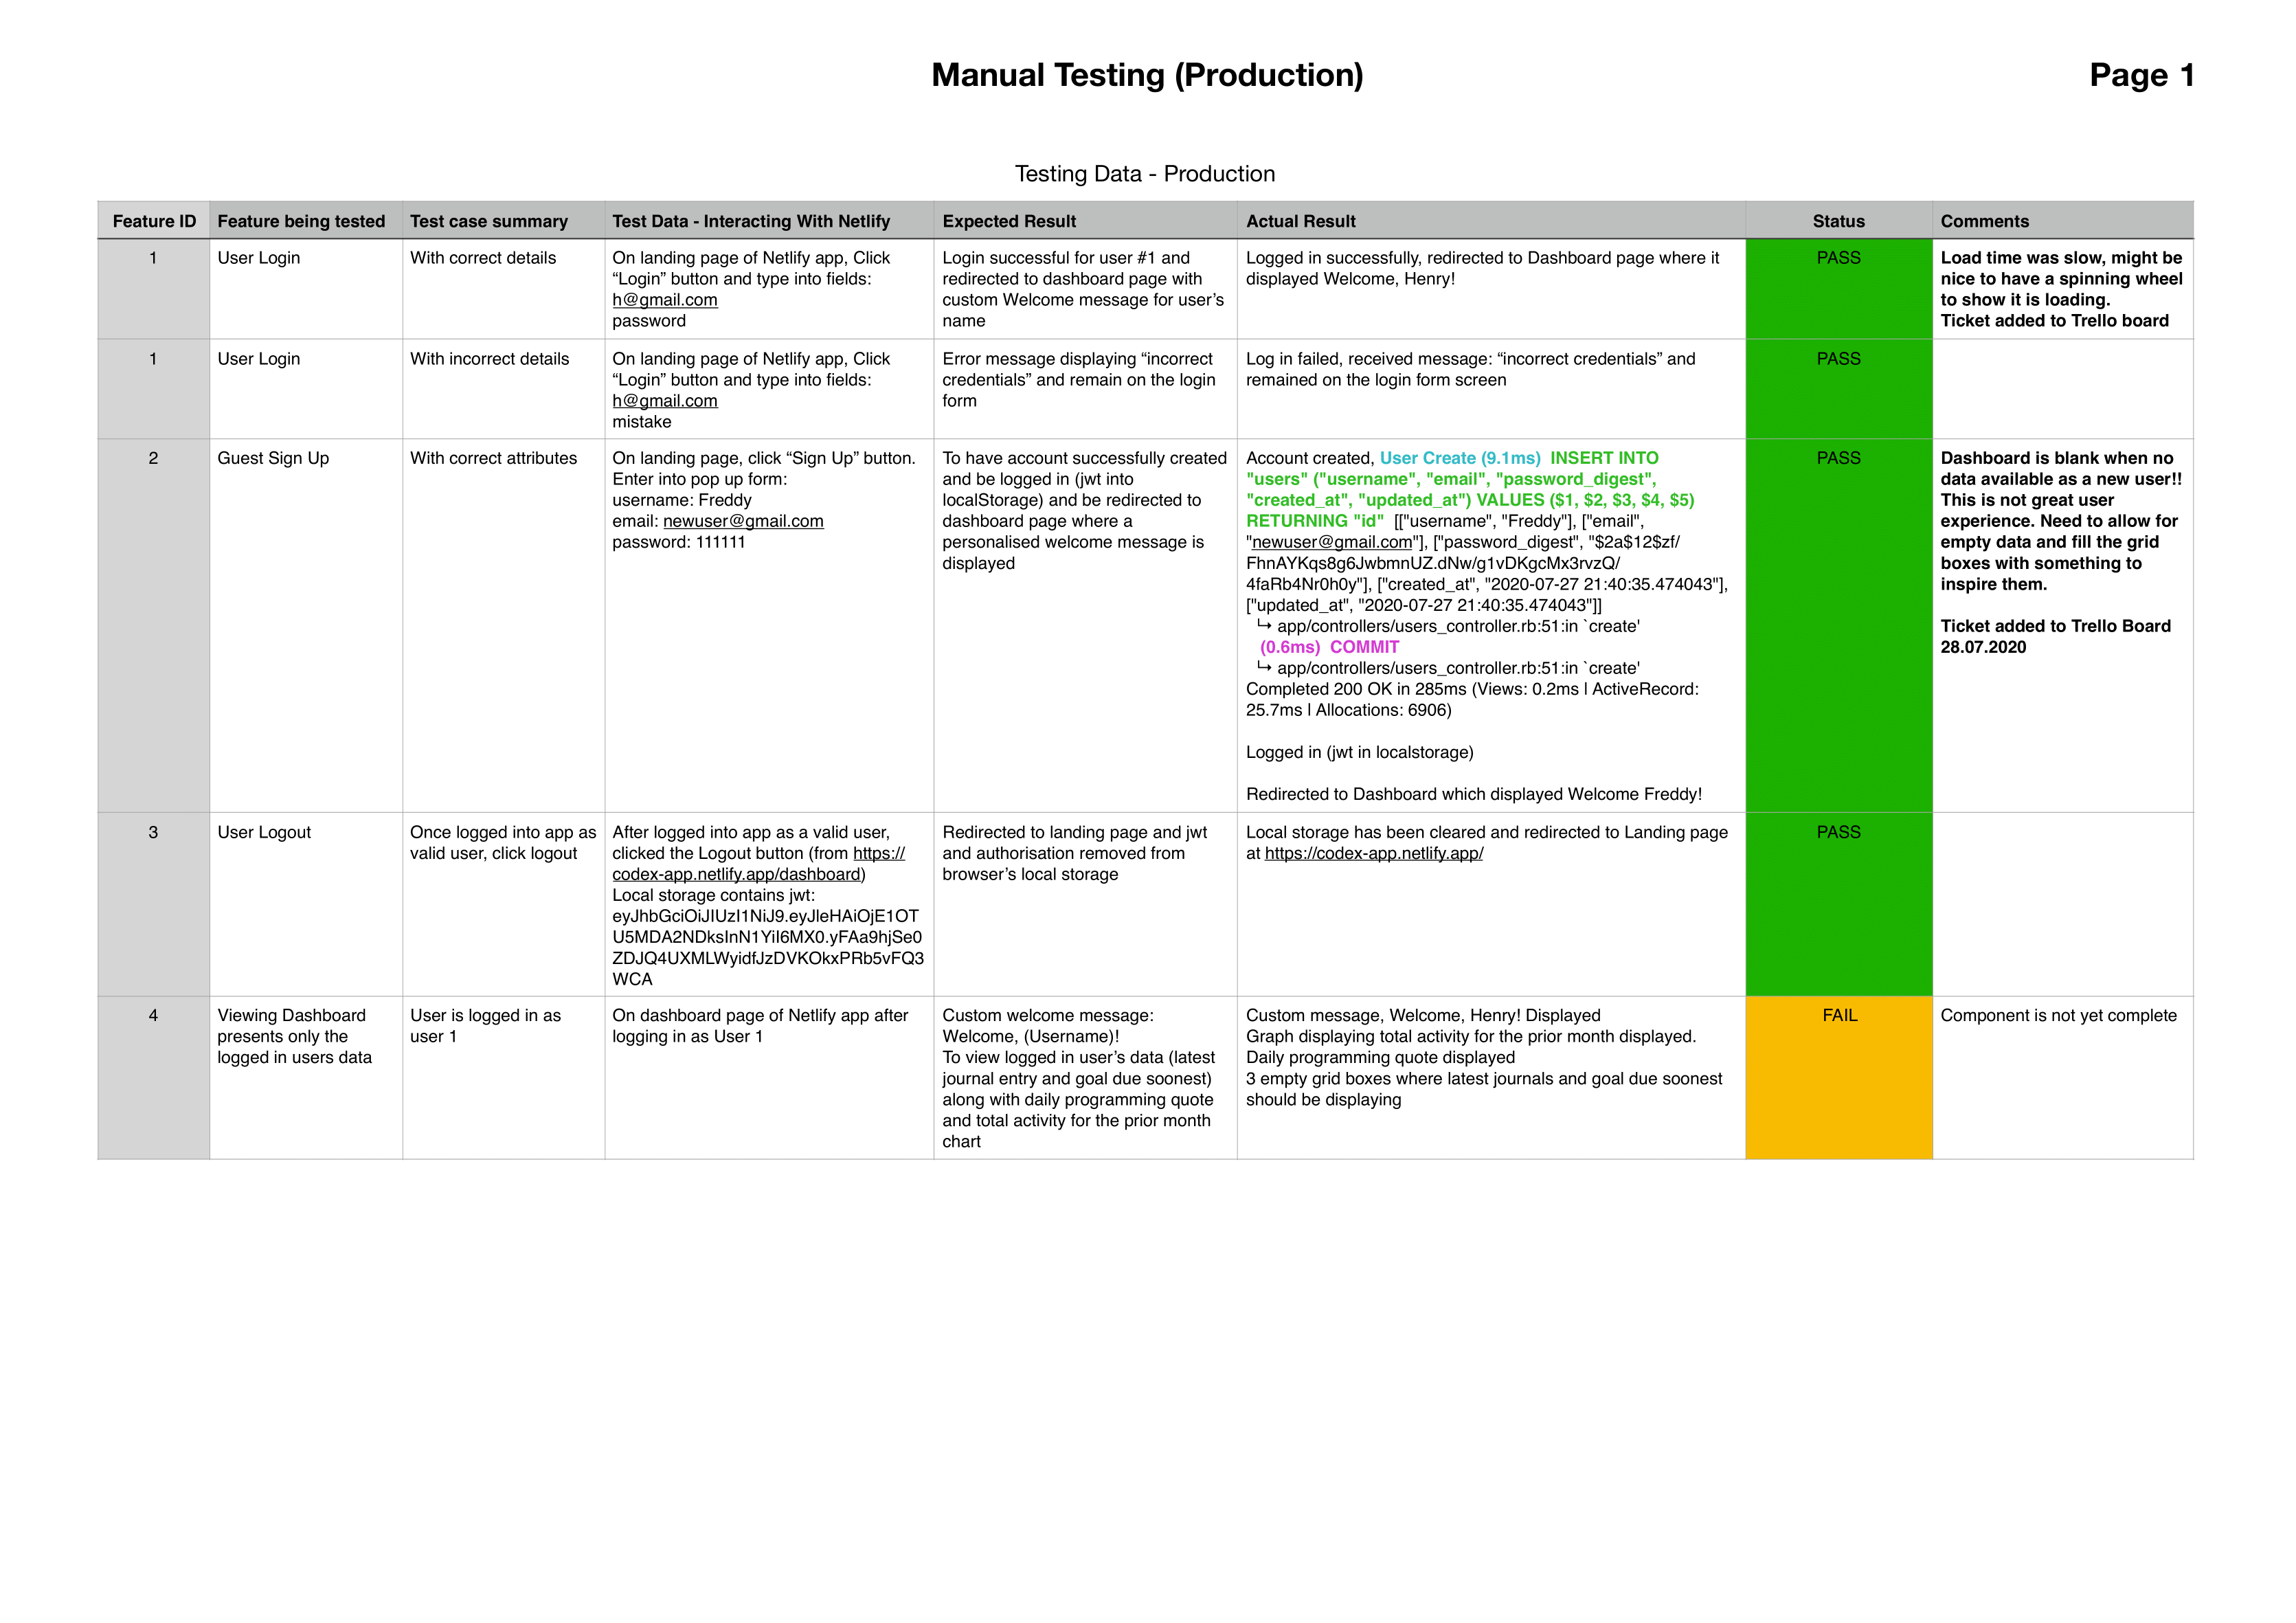 Manual Testing (Production)
Page 1
Testing Data - Production
Feature ID
Feature being tested
Test case summary
Test Data - Interacting With Netlify
Expected Result
Actual Result
Status
Comments
1
User Login
With correct details
On landing page of Netlify app, Click
“Login” button and type into fields:
h@gmail.com
password
Login successful for user #1 and
redirected to dashboard page with
custom Welcome message for user’s
name
Logged in successfully, redirected to Dashboard page where it
displayed Welcome, Henry!
PASS
Load time was slow, might be
nice to have a spinning wheel
to show it is loading.
Ticket added to Trello board
1
User Login
With incorrect details
On landing page of Netlify app, Click
“Login” button and type into fields:
h@gmail.com
mistake
Error message displaying “incorrect
credentials” and remain on the login
form
Log in failed, received message: “incorrect credentials” and
remained on the login form screen
PASS
2
Guest Sign Up
With correct attributes
On landing page, click “Sign Up” button.
Enter into pop up form:
username: Freddy
email: newuser@gmail.com
password: 111111
To have account successfully created
and be logged in (jwt into
localStorage) and be redirected to
dashboard page where a
personalised welcome message is
displayed
Account created, User Create (9.1ms)  INSERT INTO
"users" ("username", "email", "password_digest",
"created_at", "updated_at") VALUES ($1, $2, $3, $4, $5)
RETURNING "id"  [["username", "Freddy"], ["email",
"newuser@gmail.com"], ["password_digest", "$2a$12$zf/
FhnAYKqs8g6JwbmnUZ.dNw/g1vDKgcMx3rvzQ/
4faRb4Nr0h0y"], ["created_at", "2020-07-27 21:40:35.474043"],
["updated_at", "2020-07-27 21:40:35.474043"]]
↳ app/controllers/users_controller.rb:51:in `create'
(0.6ms)  COMMIT
↳ app/controllers/users_controller.rb:51:in `create'
Completed 200 OK in 285ms (Views: 0.2ms | ActiveRecord:
25.7ms | Allocations: 6906)
Logged in (jwt in localstorage)
Redirected to Dashboard which displayed Welcome Freddy!
PASS
Dashboard is blank when no
data available as a new user!!
This is not great user
experience. Need to allow for
empty data and fill the grid
boxes with something to
inspire them.
Ticket added to Trello Board
28.07.2020
3
User Logout
Once logged into app as
valid user, click logout
After logged into app as a valid user,
clicked the Logout button (from https://
codex-app.netlify.app/dashboard)
Local storage contains jwt:
eyJhbGciOiJIUzI1NiJ9.eyJleHAiOjE1OT
U5MDA2NDksInN1YiI6MX0.yFAa9hjSe0
ZDJQ4UXMLWyidfJzDVKOkxPRb5vFQ3
WCA
Redirected to landing page and jwt
and authorisation removed from
browser’s local storage
Local storage has been cleared and redirected to Landing page
at https://codex-app.netlify.app/
PASS
4
Viewing Dashboard
presents only the
logged in users data
User is logged in as
user 1
On dashboard page of Netlify app after
logging in as User 1
Custom welcome message:
Welcome, (Username)!
To view logged in user’s data (latest
journal entry and goal due soonest)
along with daily programming quote
and total activity for the prior month
chart
Custom message, Welcome, Henry! Displayed
Graph displaying total activity for the prior month displayed.
Daily programming quote displayed
3 empty grid boxes where latest journals and goal due soonest
should be displaying
FAIL
Component is not yet complete